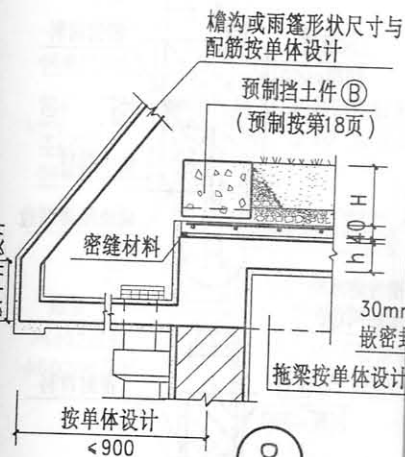 檐沟或雨篷形状尺寸与
配筋按单体设计
预制挡土件Ⓑ
(预制按第18页)
H
40
h
密缝材料
30mm
嵌密封
拖梁按单体设计
按单体设计
≤900